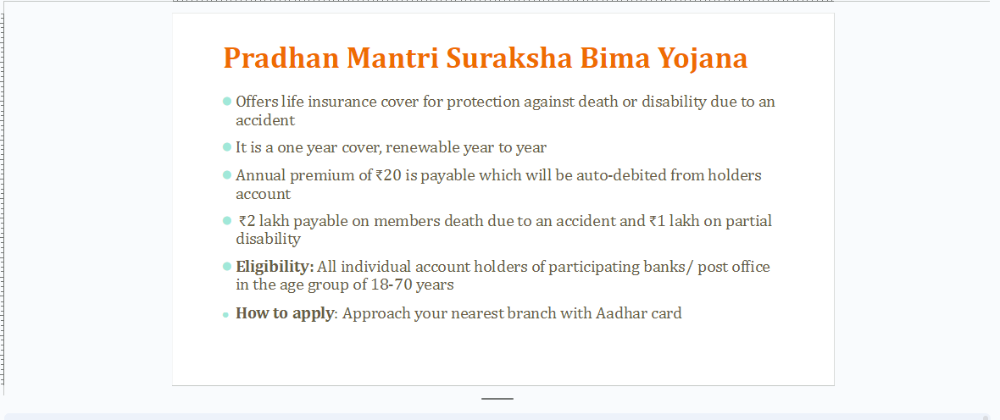 Pradhan Mantri Suraksha Bima Yojana
Offers life insurance cover for protection against death or disability due to an
accident
It is a one year cover, renewable year to year
Annual premium of ₹20 is payable which will be auto-debited from holders
account
₹2 lakh payable on members death due to an accident and ₹1 lakh on partial
disability
Eligibility: All individual account holders of participating banks/ post office
in the age group of 18-70 years
How to apply: Approach your nearest branch with Aadhar card